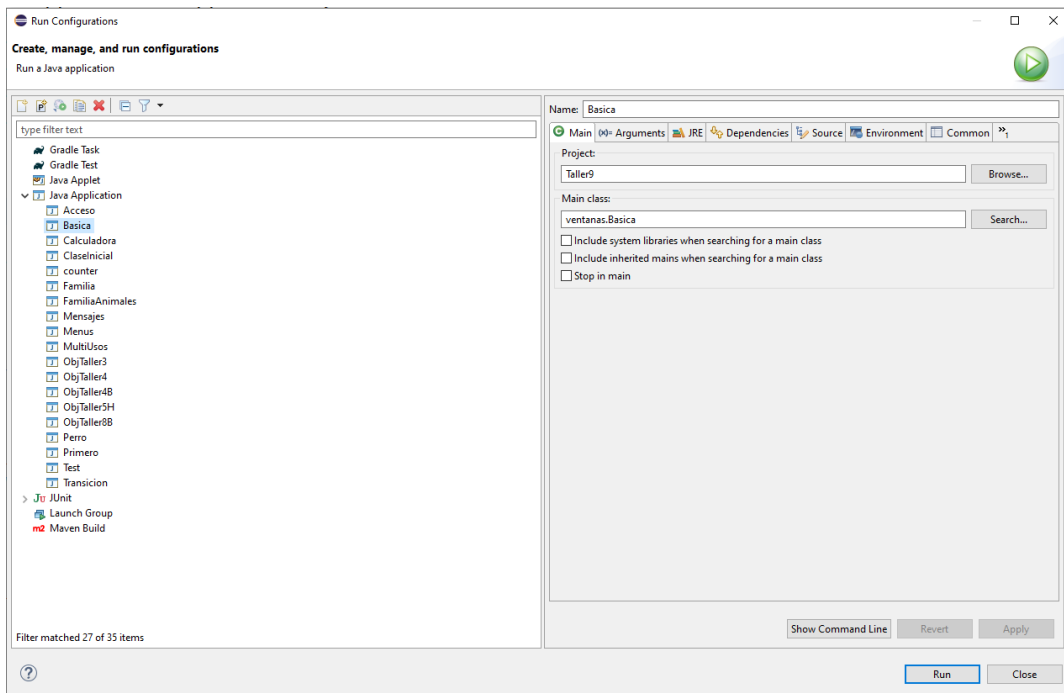 Run Configurations
Create, manage, and run configurations
Run a Java application
type filter text
Gradle Task
Gradle Test
Java Applet
Java Application
Acceso
Basica
Calculadora
ClaseInicial
counter
Familia
FamiliaAnimales
Mensajes
Menus
MultiUsos
ObjTaller3
ObjTaller4
ObjTaller4B
ObjTaller5H
ObjTaller8B
Perro
Primero
Test
Transicion
JUnit
Launch Group
m2 Maven Build
Filter matched 27 of 35 items
Name: Basica
Main (x)= Arguments JRE Dependencies Source Environment Common »1
Project:
Taller9 Browse...
Main class:
ventanas.Basica Search...
Include system libraries when searching for a main class
Include inherited mains when searching for a main class
Stop in main
Show Command Line Revert Apply
? Run Close